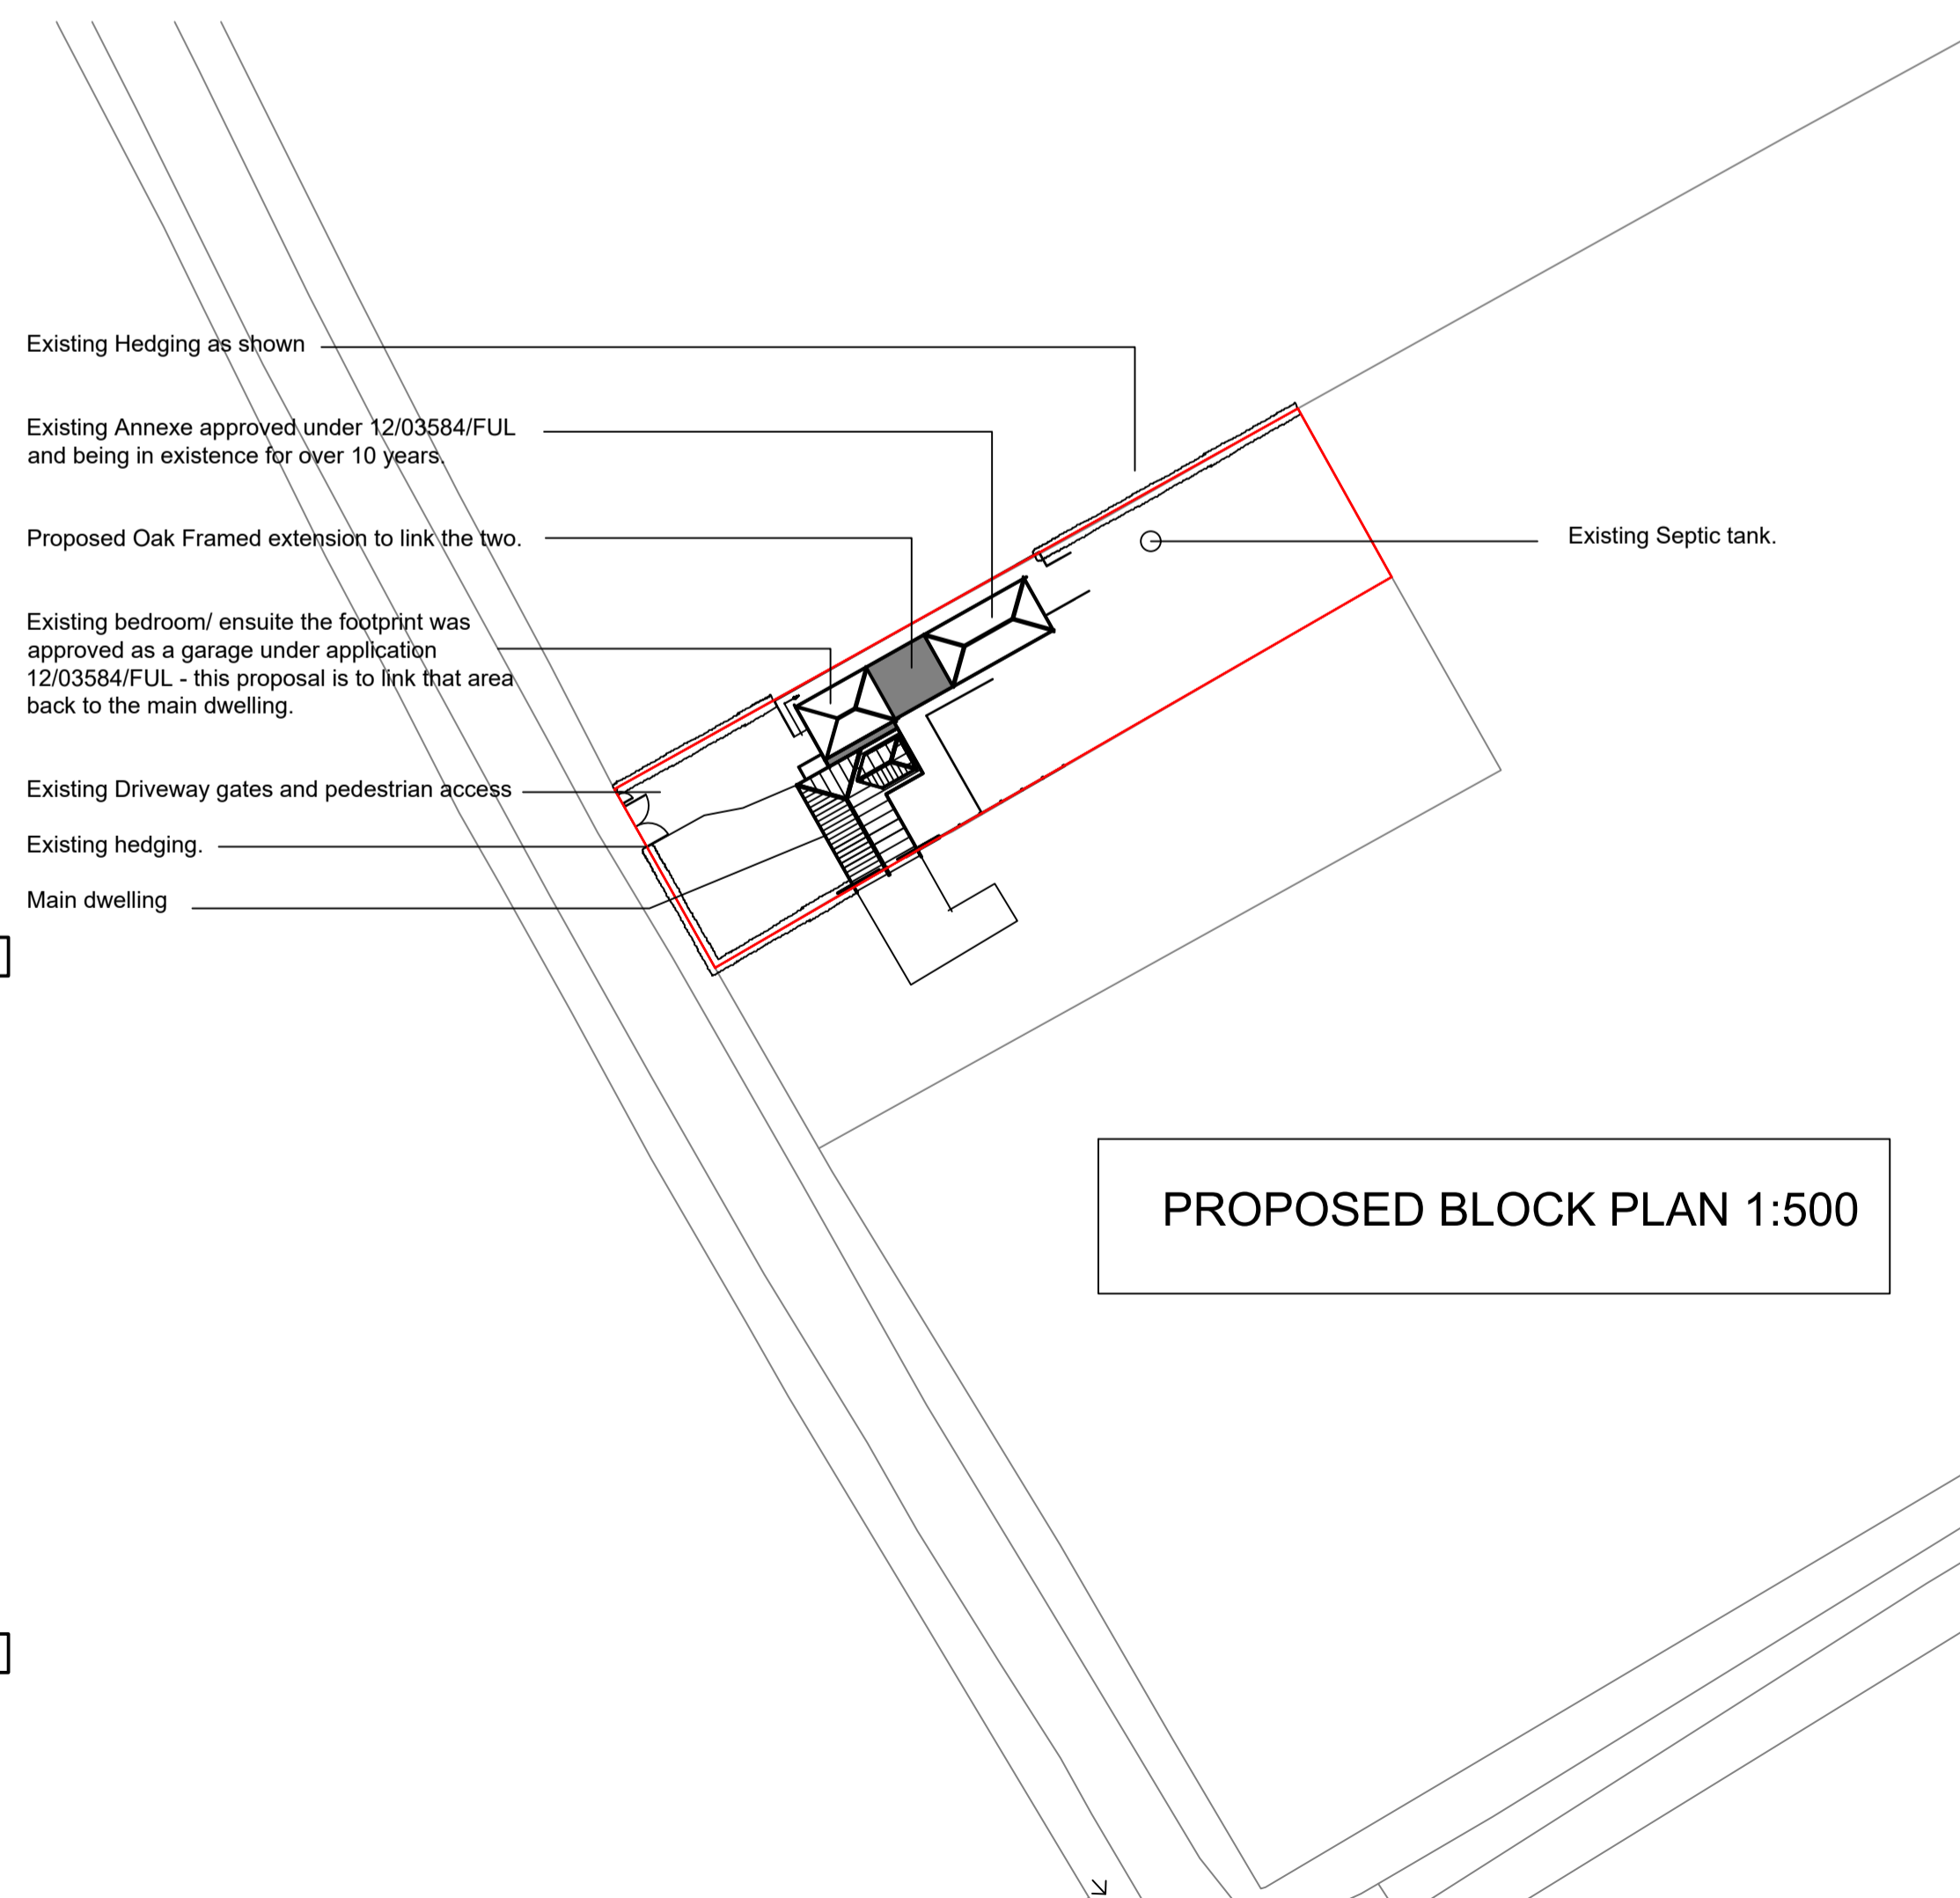 Existing Hedging as shown
Existing Annexe approved under 12/03584/FUL
and being in existence for over 10 years.
Proposed Oak Framed extension to link the two.
Existing Septic tank.
Existing bedroom/ ensuite the footprint was
approved as a garage under application
12/03584/FUL - this proposal is to link that area
back to the main dwelling.
Existing Driveway gates and pedestrian access
Existing hedging.
Main dwelling
PROPOSED BLOCK PLAN 1:500